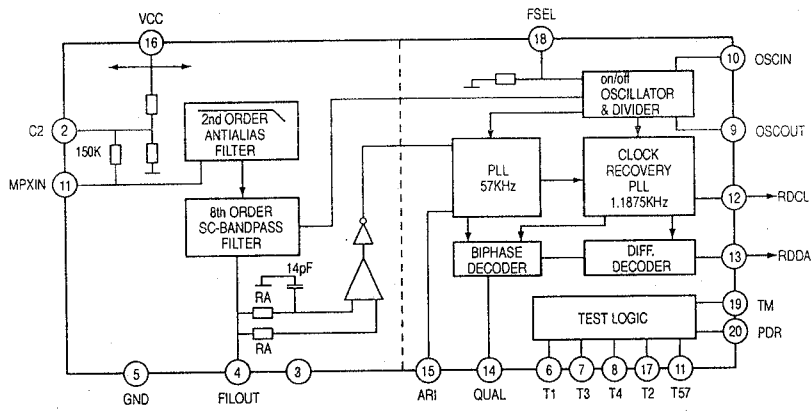 VCC
16
FSEL
18
10
OSCIN
on/off
OSCILLATOR
& DIVIDER
C2
2
150K
2nd ORDER
ANTIALIAS
FILTER
9
OSCOUT
MPXIN
11
PLL
57KHz
CLOCK
RECOVERY
PLL
1.1875KHz
12
RDCL
8th ORDER
SC-BANDPASS
FILTER
BIPHASE
DECODER
DIFF.
DECODER
13
RDDA
14pF
RA
RA
TEST LOGIC
19
TM
20
PDR
5
4
3
15
14
6
7
8
17
11
GND
FILOUT
ARI
QUAL
T1
T3
T4
T2
T57